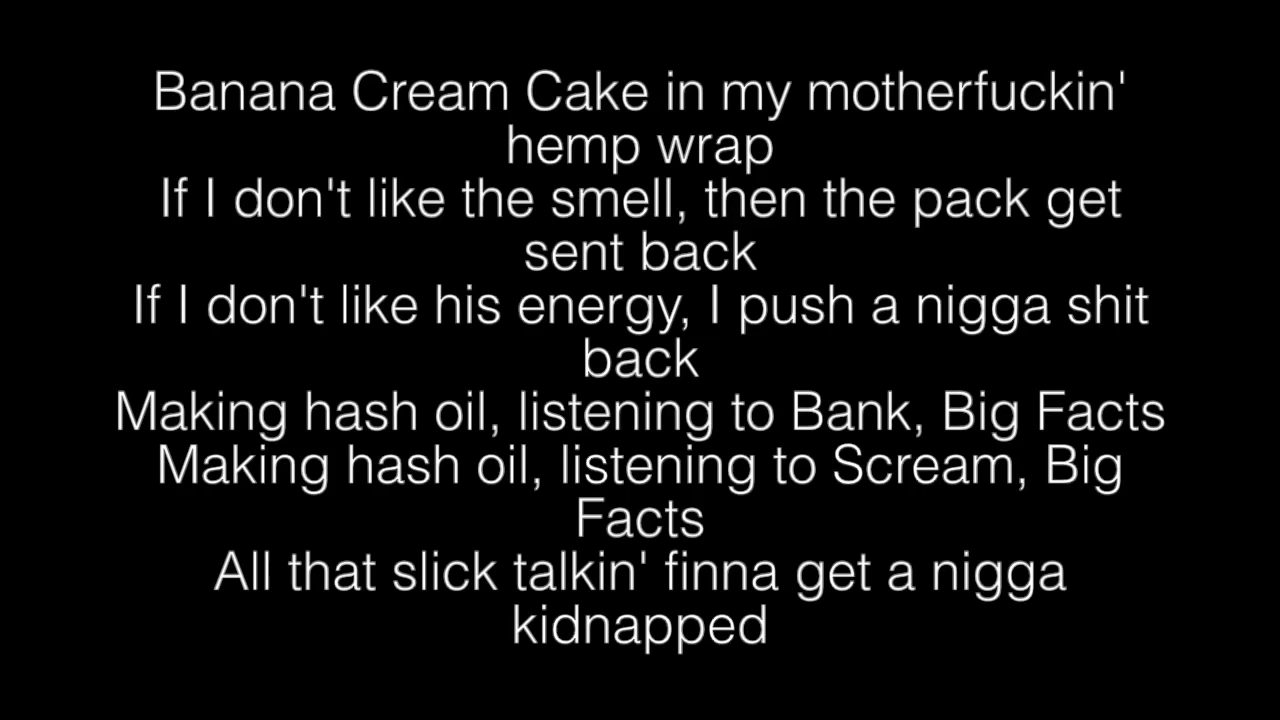 Banana Cream Cake in my motherfuckin'
hemp wrap
If I don't like the smell, then the pack get
sent back
If I don't like his energy, I push a nigga shit
back
Making hash oil, listening to Bank, Big Facts
Making hash oil, listening to Scream, Big
Facts
All that slick talkin' finna get a nigga
kidnapped